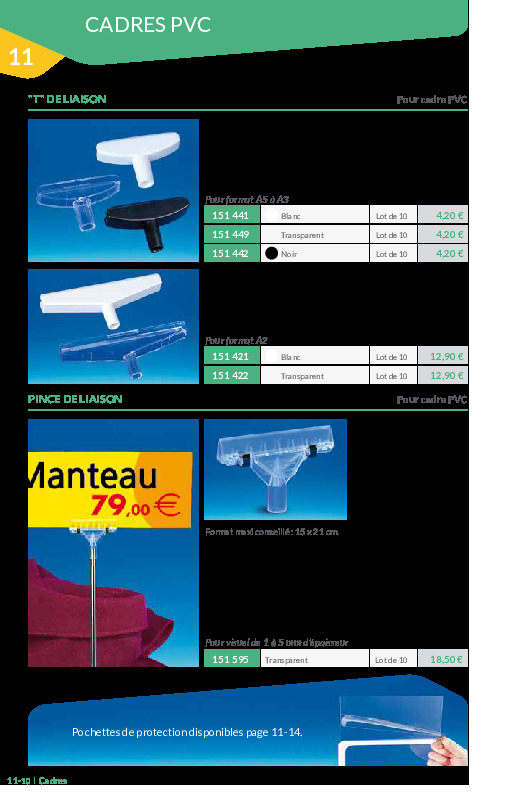 CADRES PVC
11
"T" DE LIAISON Pour cadre PVC
Pour format A5 à A3
151 441 Blanc Lot de 10 4,20 €
151 449 Transparent Lot de 10 4,20 €
151 442 Noir Lot de 10 4,20 €
Pour format A2
151 421 Blanc Lot de 10 12,90 €
151 422 Transparent Lot de 10 12,90 €
PINCE DE LIAISON Pour cadre PVC
Manteau
79,00 €
Format maxi conseillé : 15 x 21 cm.
Pour visuel de 1 à 5 mm d'épaisseur
151 595 Transparent Lot de 10 18,50 €
Pochettes de protection disponibles page 11-14.
11-10 | Cadres